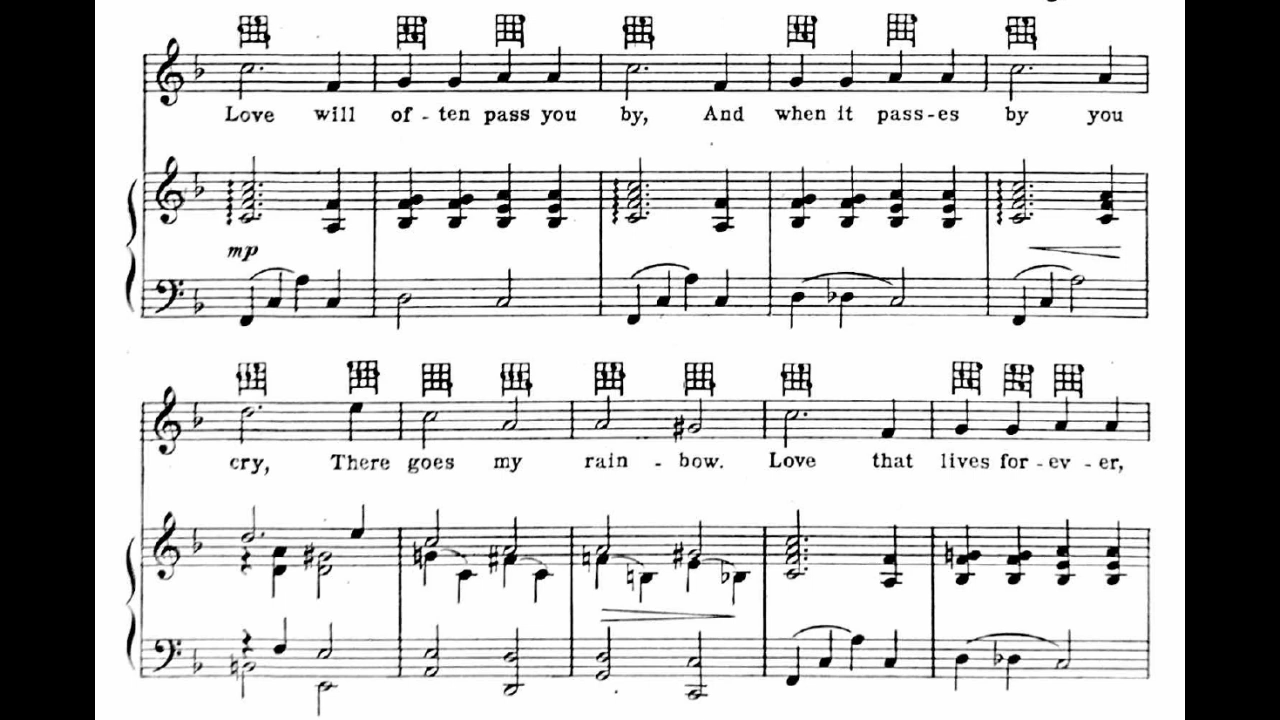 Love will of - ten pass you by, And when it pass-es by you
mp
cry, There goes my rain - bow. Love that lives for-ev-er,